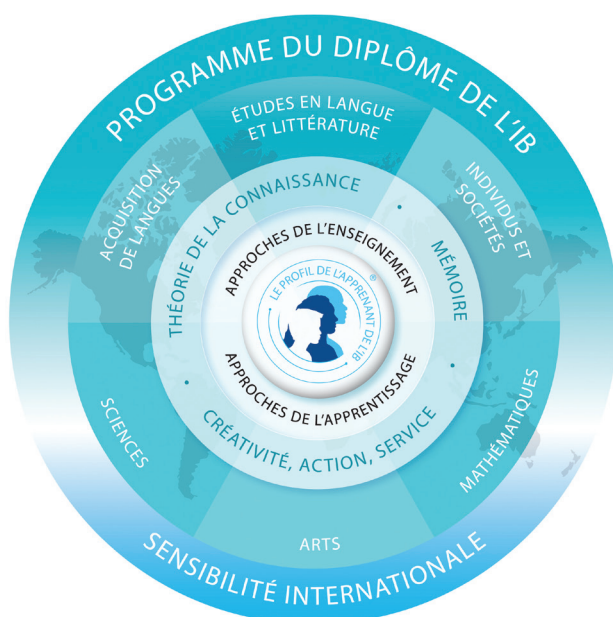 PROGRAMME DU DIPLÔME DE L'IB
ÉTUDES EN LANGUE
ET LITTÉRATURE
ACQUISITION
DE LANGUES
INDIVIDUS ET
SOCIÉTÉS
THÉORIE DE LA CONNAISSANCE
MÉMOIRE
APPROCHES DE L'ENSEIGNEMENT
LE PROFIL DE L'APPRENANT DE L'IB
®
APPROCHES DE L'APPRENTISSAGE
CRÉATIVITÉ, ACTION, SERVICE
SCIENCES
MATHÉMATIQUES
ARTS
SENSIBILITÉ INTERNATIONALE